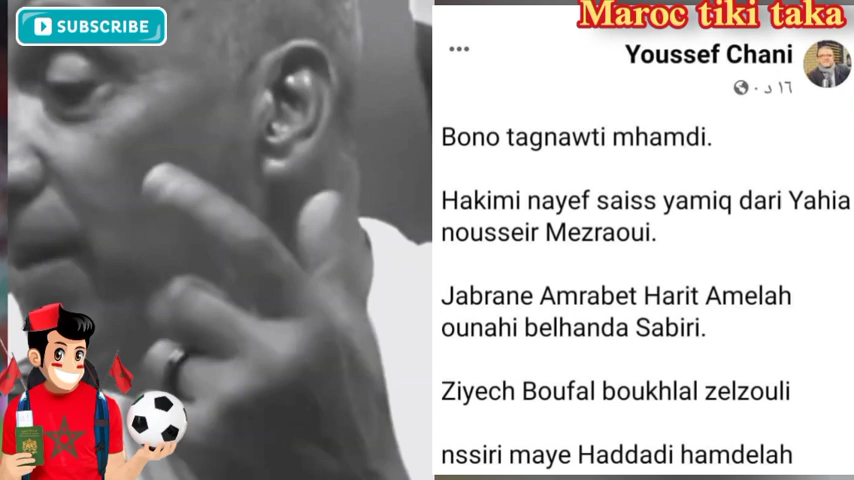 SUBSCRIBE
Maroc tiki taka
Youssef Chani
١٦ د ·
Bono tagnawti mhamdi.
Hakimi nayef saiss yamiq dari Yahia
nousseir Mezraoui.
Jabrane Amrabet Harit Amelah
ounahi belhanda Sabiri.
Ziyech Boufal boukhlal zelzouli
nssiri maye Haddadi hamdelah